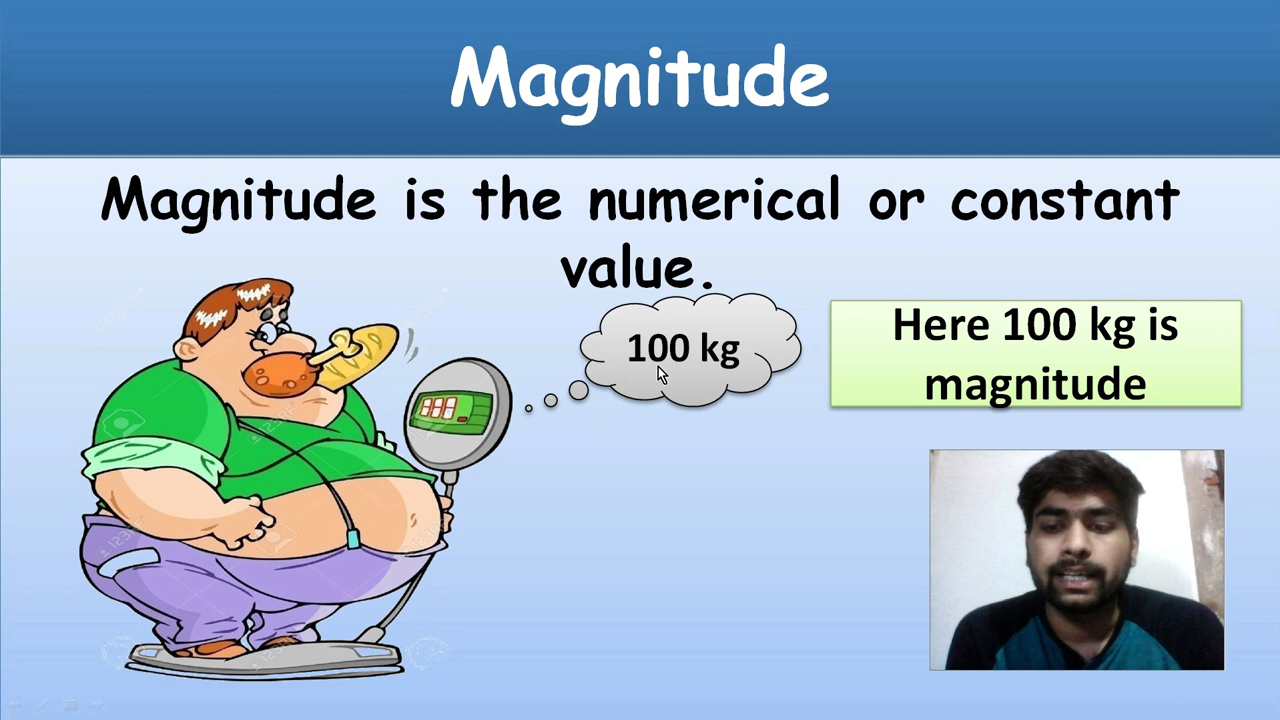 Magnitude
Magnitude is the numerical or constant
value.
100 kg
Here 100 kg is
magnitude